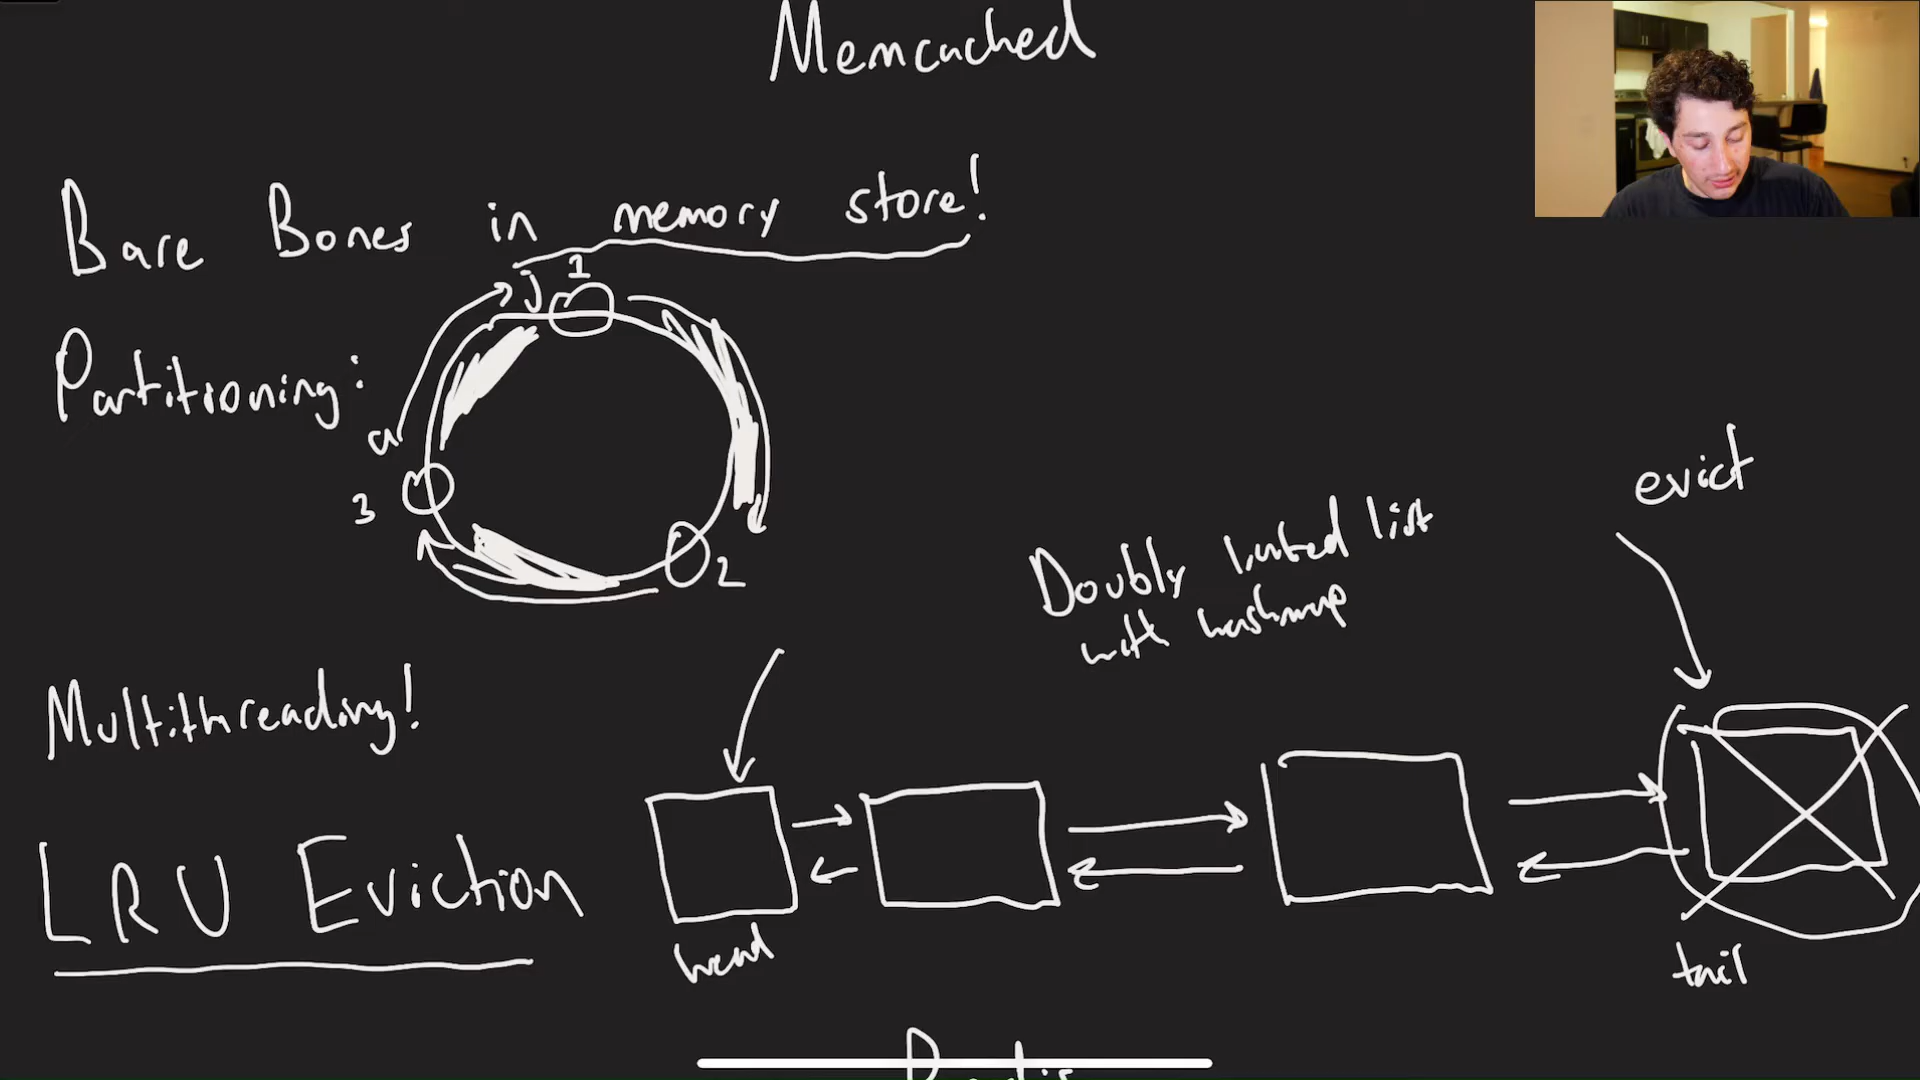 Memcached
Bare Bones in memory store!
J 1
Partitioning:
a
3
2
evict
Doubly linked list
with hashmap
Multithreading!
LRU Eviction
head
tail
Redis